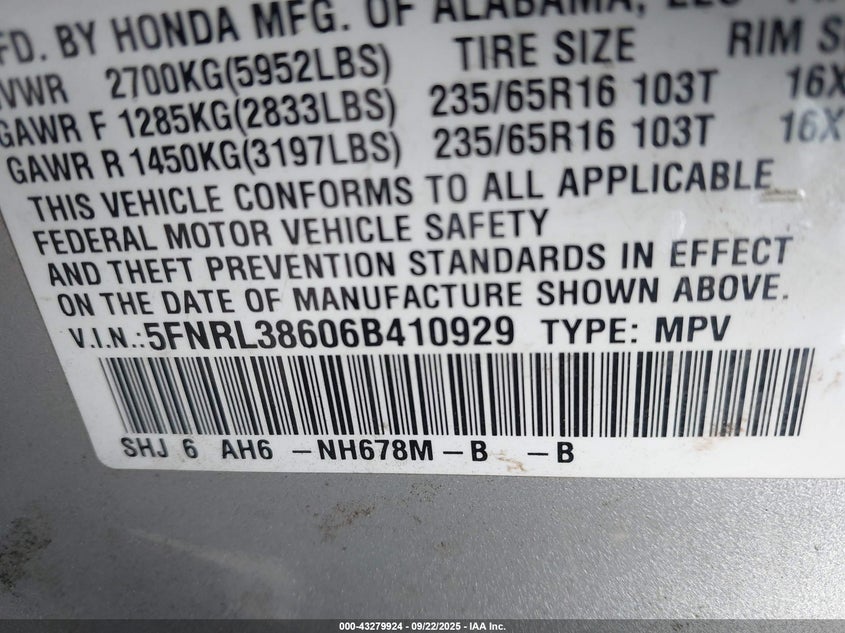 MFD. BY HONDA MFG. OF ALABAMA, LLC
GVWR 2700KG(5952LBS) TIRE SIZE RIM S
GAWR F 1285KG(2833LBS) 235/65R16 103T 16X
GAWR R 1450KG(3197LBS) 235/65R16 103T 16X
THIS VEHICLE CONFORMS TO ALL APPLICABLE
FEDERAL MOTOR VEHICLE SAFETY
AND THEFT PREVENTION STANDARDS IN EFFECT
ON THE DATE OF MANUFACTURE SHOWN ABOVE.
V.I.N.:5FNRL38606B410929 TYPE: MPV
SHJ 6 AH6 -NH678M-B -B
000-43279924 - 09/22/2025 - IAA Inc.